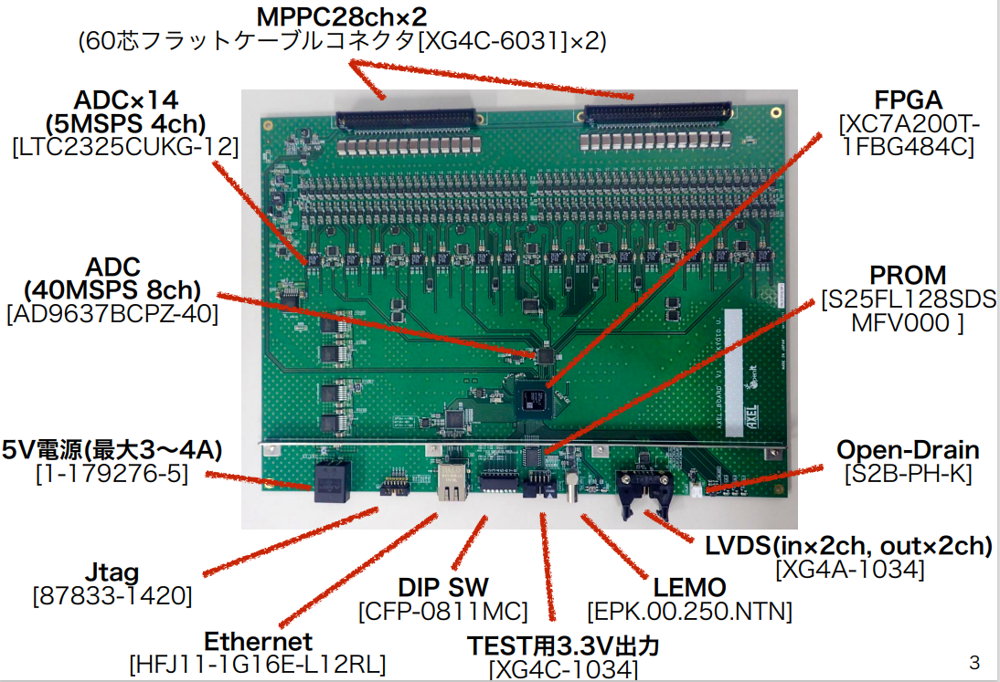 MPPC28ch×2
(60芯フラットケーブルコネクタ[XG4C-6031]×2)
ADC×14
(5MSPS 4ch)
[LTC2325CUKG-12]
FPGA
[XC7A200T-
1FBG484C]
ADC
(40MSPS 8ch)
[AD9637BCPZ-40]
PROM
[S25FL128SDS
MFV000 ]
AXEL_BOARD
KYOTO U.
AXEL
5V電源(最大3〜4A)
[1-179276-5]
Open-Drain
[S2B-PH-K]
LVDS(in×2ch, out×2ch)
[XG4A-1034]
Jtag
[87833-1420]
DIP SW
[CFP-0811MC]
LEMO
[EPK.00.250.NTN]
Ethernet
[HFJ11-1G16E-L12RL]
TEST用3.3V出力
[XG4C-1034]
3